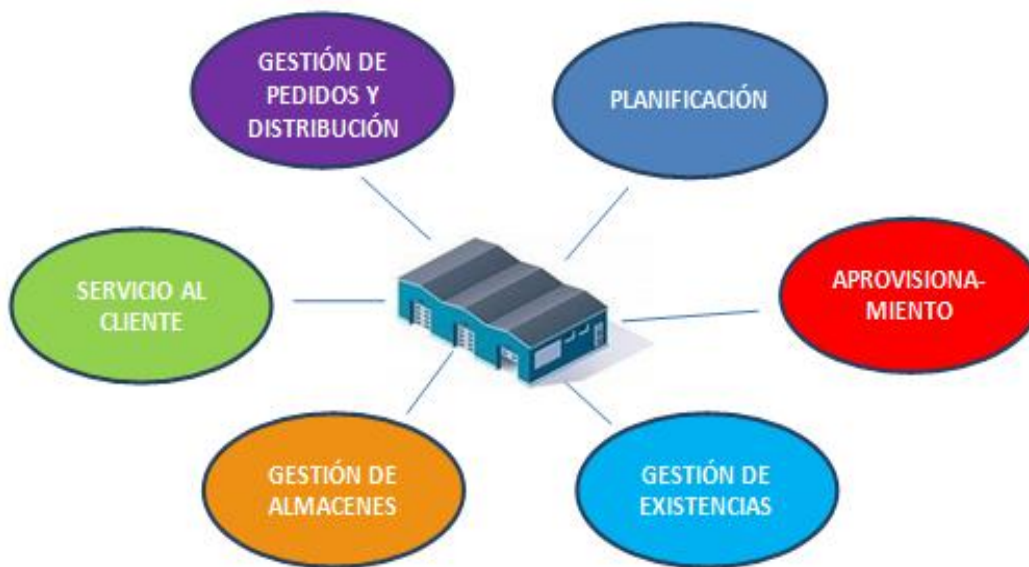 GESTIÓN DE
PEDIDOS Y
DISTRIBUCIÓN
PLANIFICACIÓN
SERVICIO AL
CLIENTE
APROVISIONA-
MIENTO
GESTIÓN DE
ALMACENES
GESTIÓN DE
EXISTENCIAS